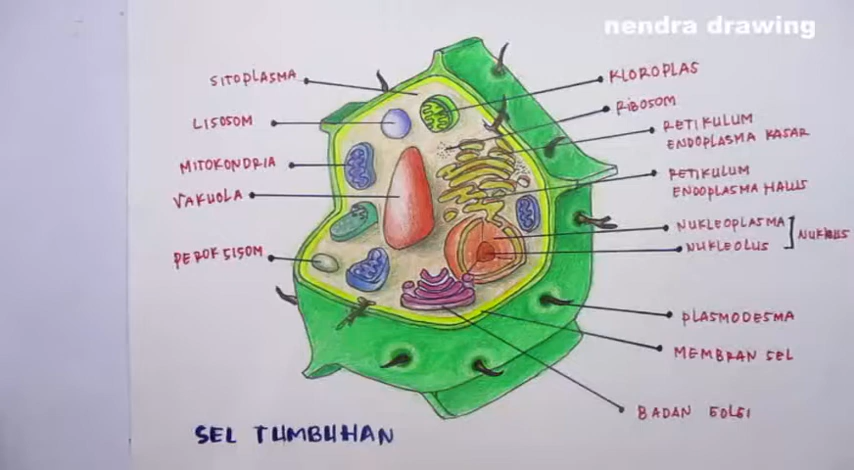 nendra drawing
SITOPLASMA
LISOSOM
MITOKONDRIA
VAKUOLA
PEROKSISOM
KLOROPLAS
RIBOSOM
RETIKULUM
ENDOPLASMA KASAR
RETIKULUM
ENDOPLASMA HALUS
NUKLEOPLASMA
NUKLEOLUS
NUKLEUS
PLASMODESMA
MEMBRAN SEL
BADAN GOLGI
SEL TUMBUHAN